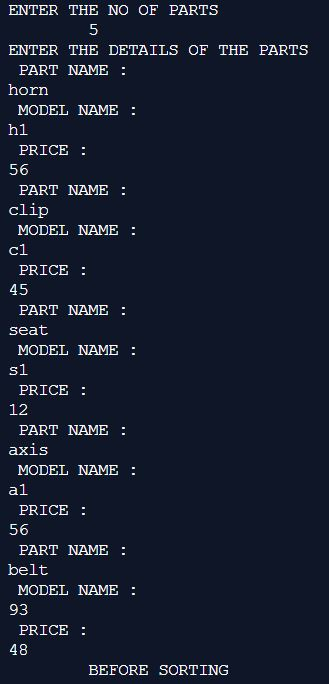 ENTER THE NO OF PARTS
5
ENTER THE DETAILS OF THE PARTS
PART NAME :
horn
MODEL NAME :
h1
PRICE :
56
PART NAME :
clip
MODEL NAME :
c1
PRICE :
45
PART NAME :
seat
MODEL NAME :
s1
PRICE :
12
PART NAME :
axis
MODEL NAME :
a1
PRICE :
56
PART NAME :
belt
MODEL NAME :
93
PRICE :
48
BEFORE SORTING